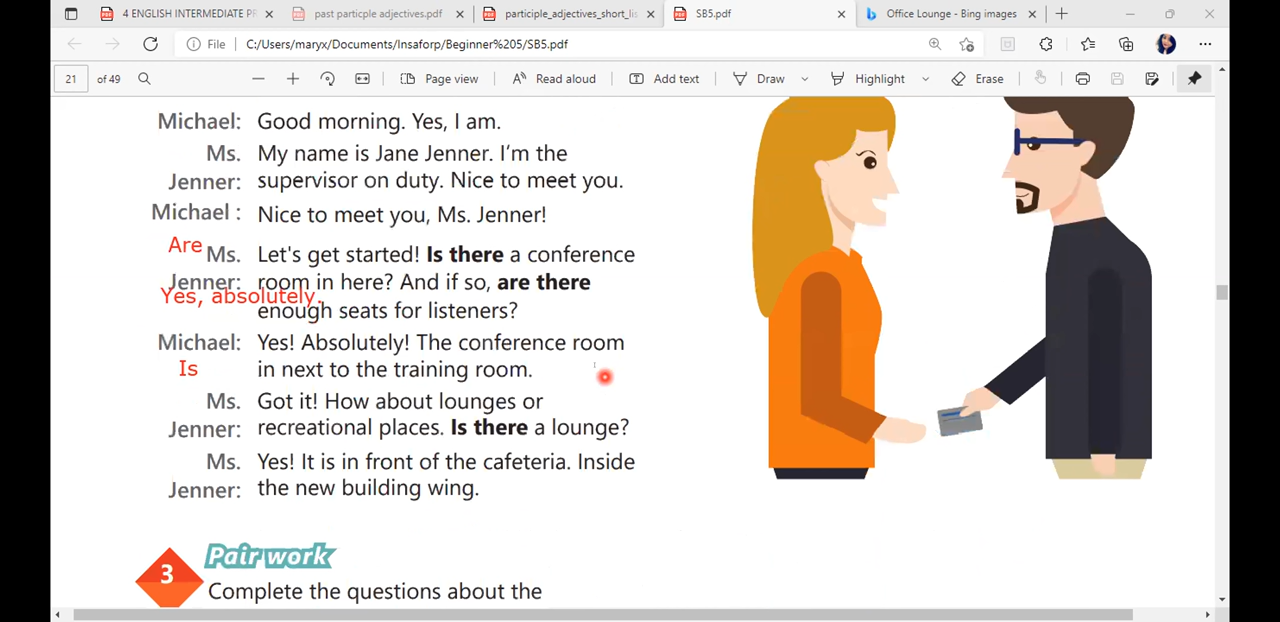 4 ENGLISH INTERMEDIATE PR
past particple adjectives.pdf
participle_adjectives_short_lis
SB5.pdf
Office Lounge - Bing images
File C:/Users/maryx/Documents/Insaforp/Beginner%205/SB5.pdf
21 of 49 Page view Read aloud Add text Draw Highlight Erase
Michael: Good morning. Yes, I am.
Ms. My name is Jane Jenner. I'm the
Jenner: supervisor on duty. Nice to meet you.
Michael : Nice to meet you, Ms. Jenner!
Are
Ms. Let's get started! Is there a conference
Jenner: room in here? And if so, are there
Yes, absolutely.
enough seats for listeners?
Michael: Yes! Absolutely! The conference room
Is
in next to the training room.
Ms. Got it! How about lounges or
Jenner: recreational places. Is there a lounge?
Ms. Yes! It is in front of the cafeteria. Inside
Jenner: the new building wing.
Pair work
3
Complete the questions about the